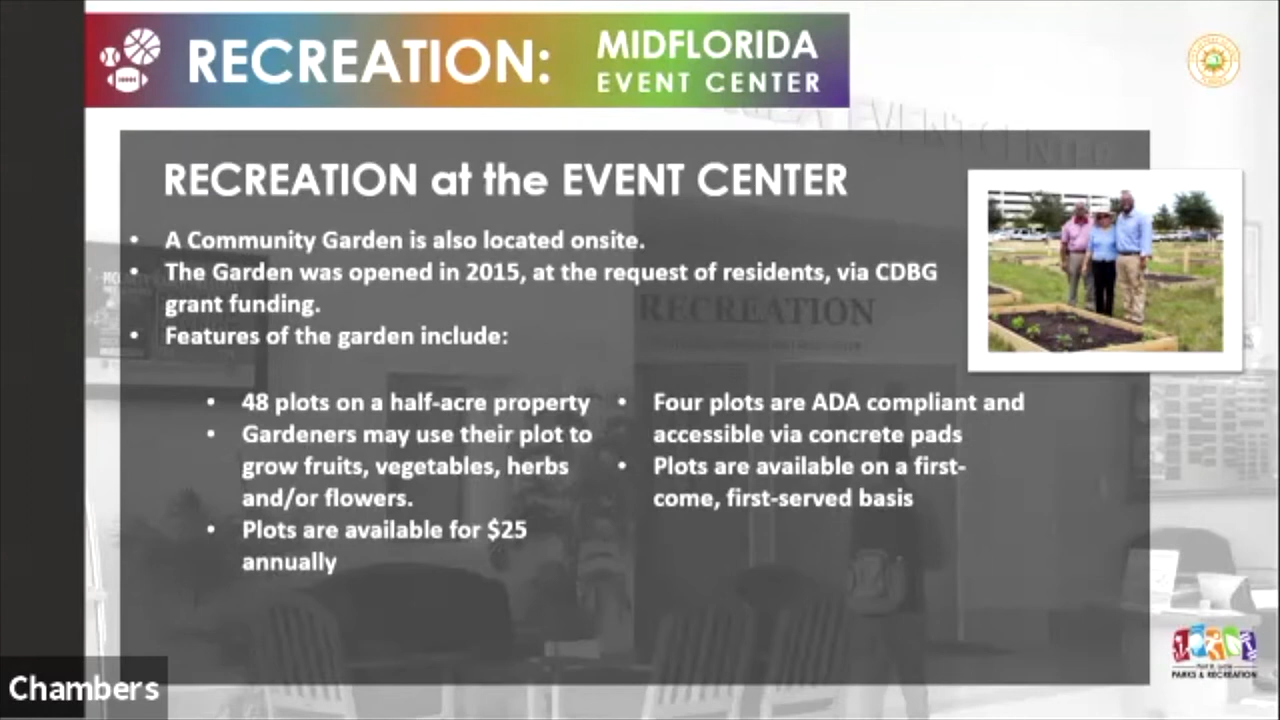 RECREATION:
MIDFLORIDA
EVENT CENTER
RECREATION at the EVENT CENTER
• A Community Garden is also located onsite.
• The Garden was opened in 2015, at the request of residents, via CDBG
grant funding.
• Features of the garden include:
• 48 plots on a half-acre property
• Gardeners may use their plot to
grow fruits, vegetables, herbs
and/or flowers.
• Plots are available for $25
annually
• Four plots are ADA compliant and
accessible via concrete pads
• Plots are available on a first-
come, first-served basis
EVENT CENTER
RECREATION
PARKS & RECREATION
Chambers